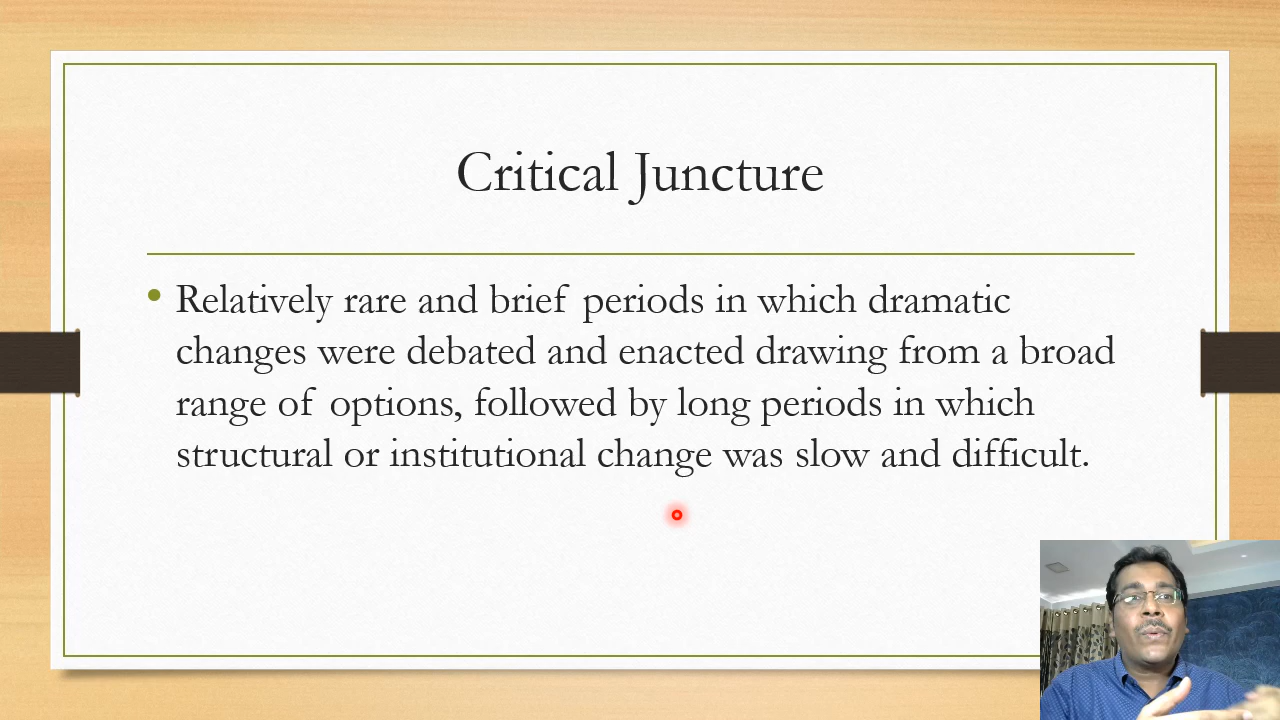 Critical Juncture
• Relatively rare and brief periods in which dramatic
changes were debated and enacted drawing from a broad
range of options, followed by long periods in which
structural or institutional change was slow and difficult.